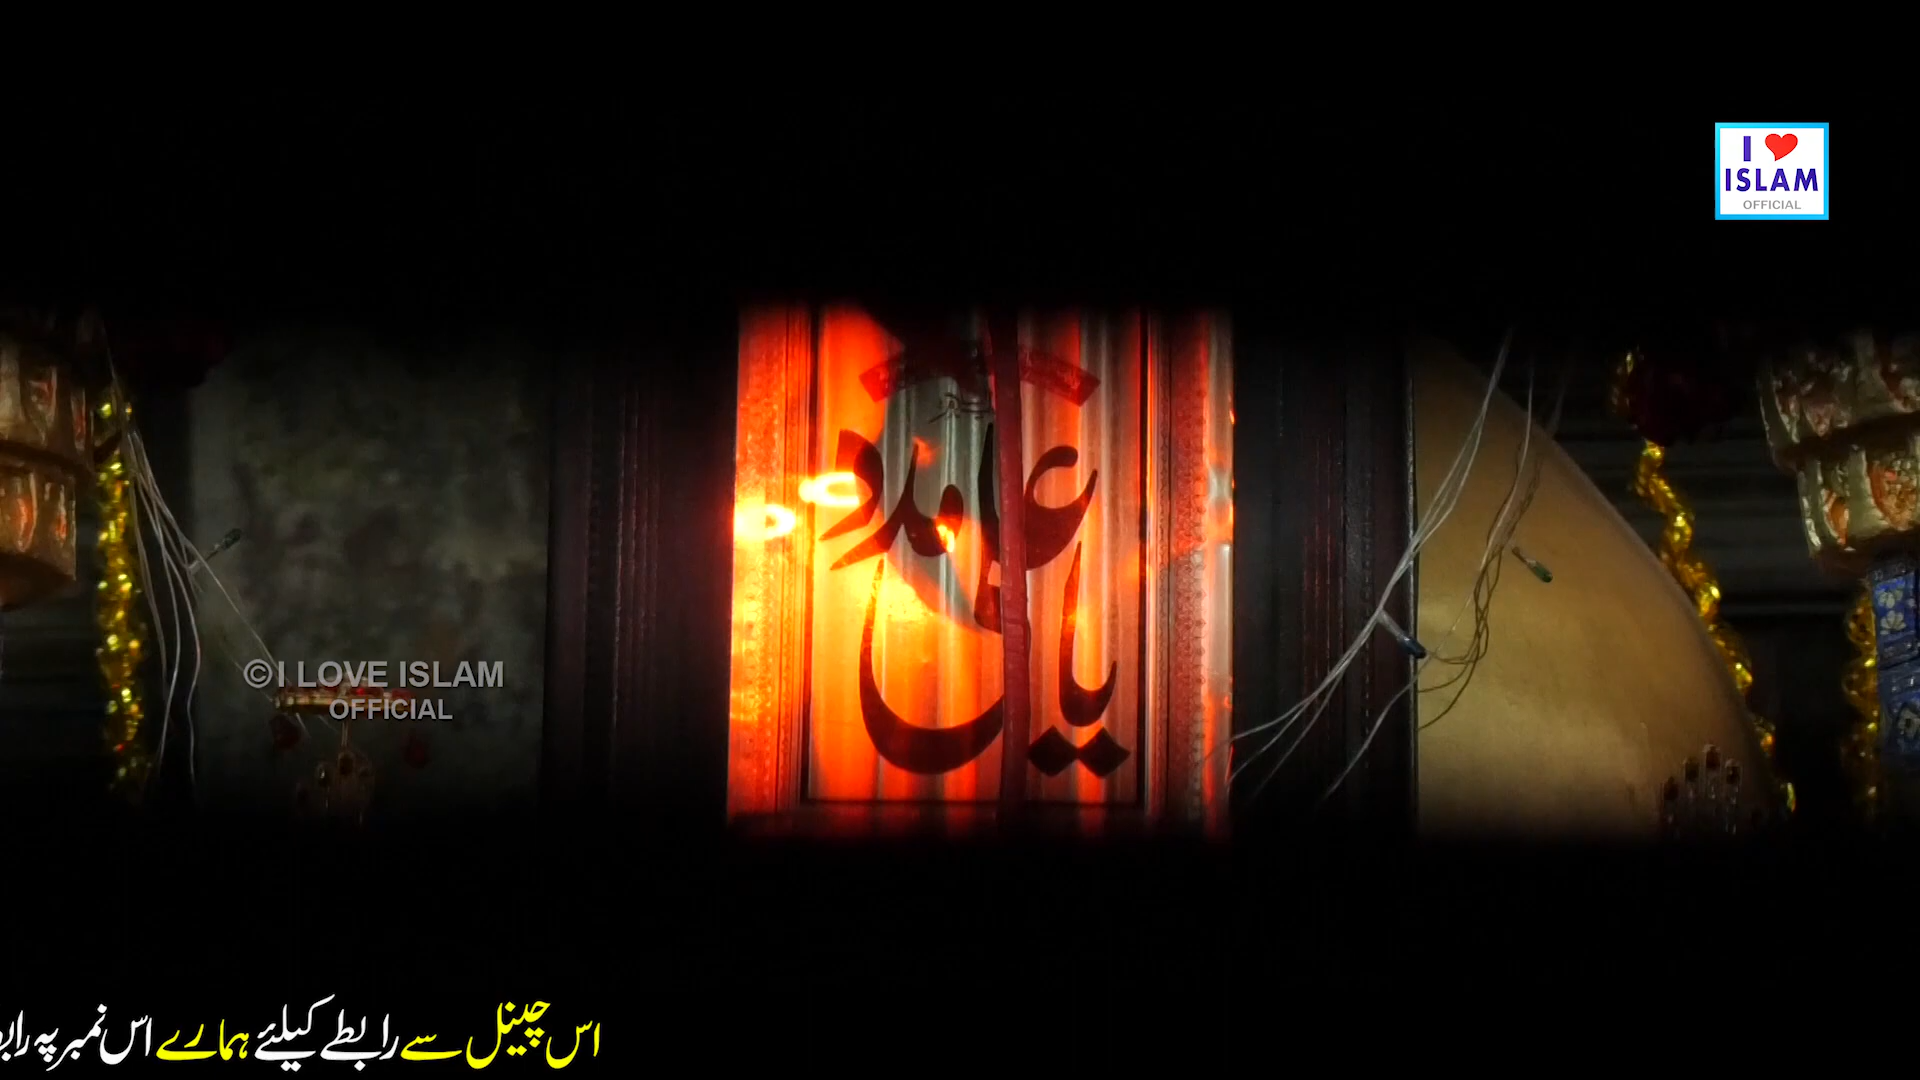 I ❤
ISLAM
OFFICIAL
یا علی مدد
©I LOVE ISLAM
OFFICIAL
اس چینل سے رابطے کیلئے ہمارے اس نمبر پہ